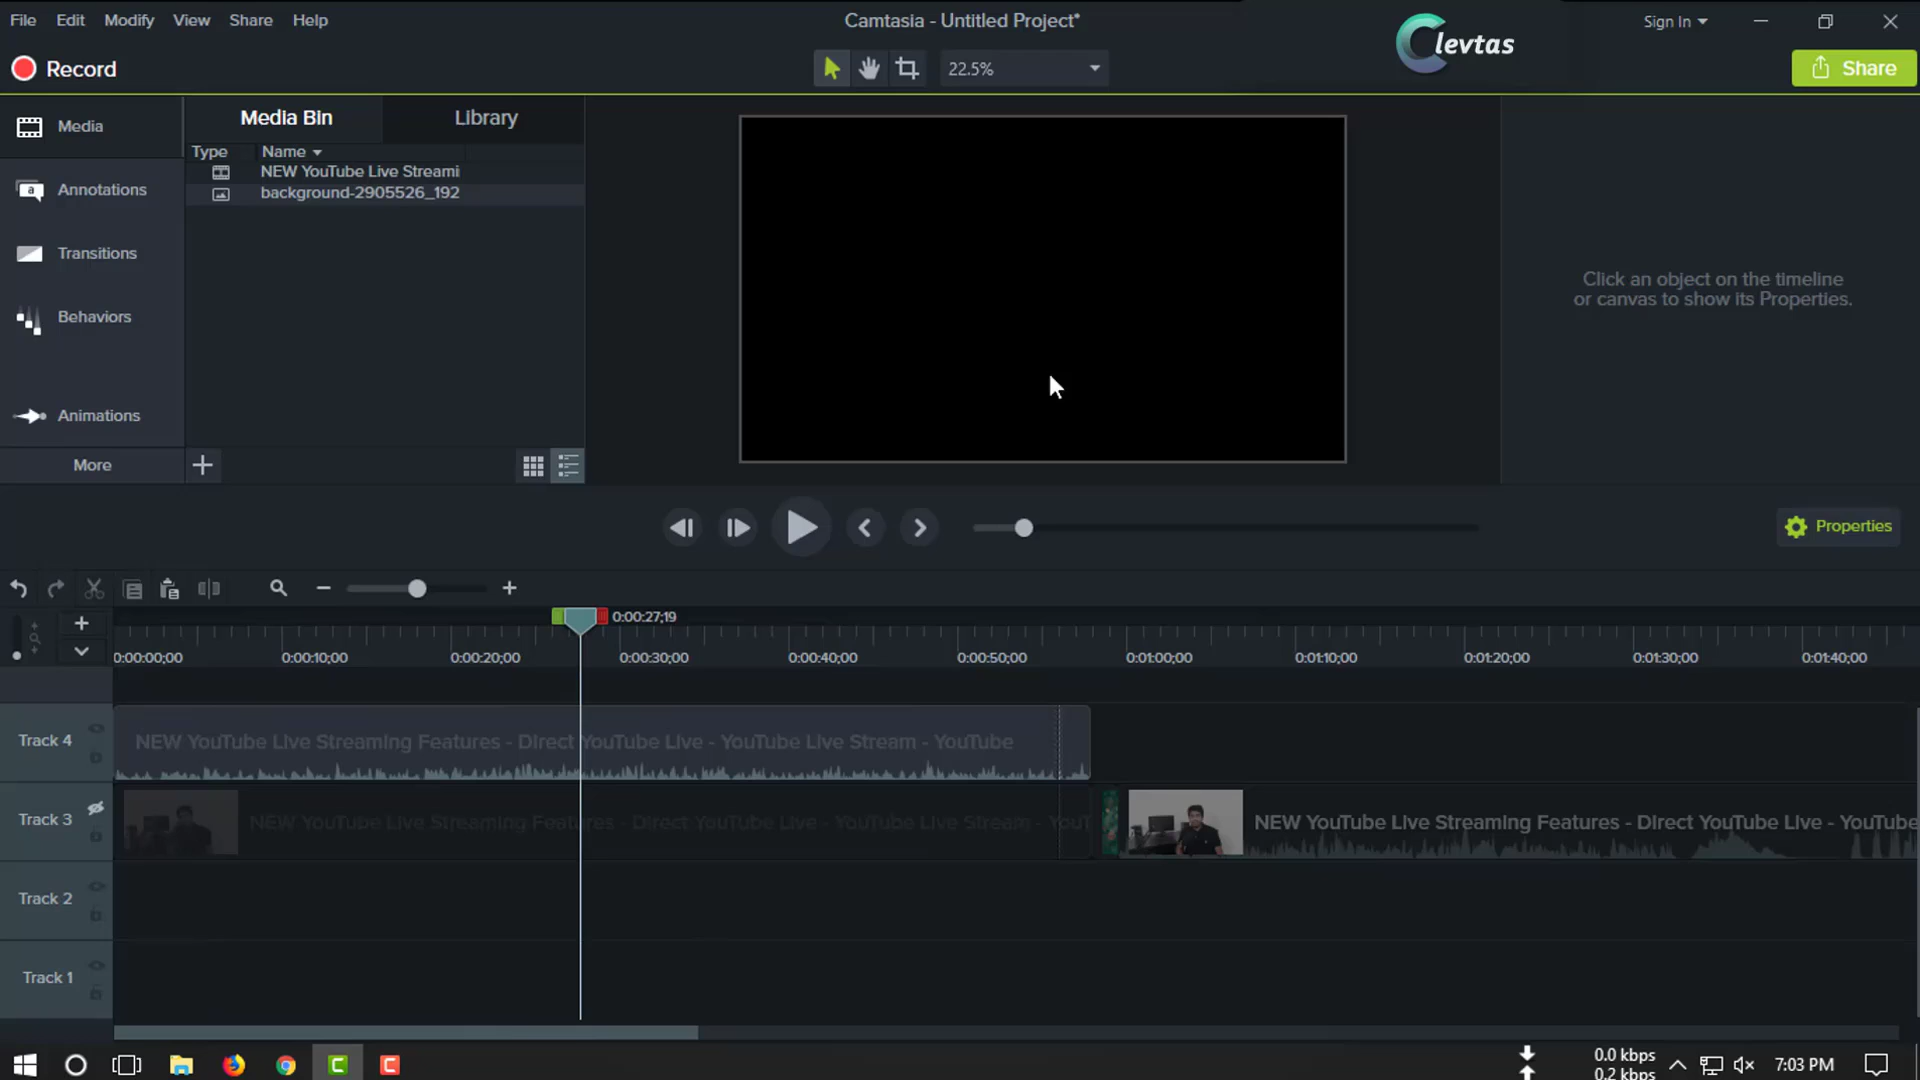 File Edit Modify View Share Help
Camtasia - Untitled Project*
Clevtas
Sign In
Record
22.5%
Share
Media
Media Bin
Library
Type Name
NEW YouTube Live Streami
background-2905526_192
Annotations
Transitions
Behaviors
Animations
More
Click an object on the timeline
or canvas to show its Properties.
Properties
0:00:27;19
0:00:00;00 0:00:10;00 0:00:20;00 0:00:30;00 0:00:40;00 0:00:50;00 0:01:00;00 0:01:10;00 0:01:20;00 0:01:30;00 0:01:40;00
Track 4
NEW YouTube Live Streaming Features - Direct YouTube Live - YouTube Live Stream - YouTube
Track 3
NEW YouTube Live Streaming Features - Direct YouTube Live - YouTube Live Stream - YouT
NEW YouTube Live Streaming Features - Direct YouTube Live - YouTube
Track 2
Track 1
0.0 kbps
0.2 kbps
7:03 PM